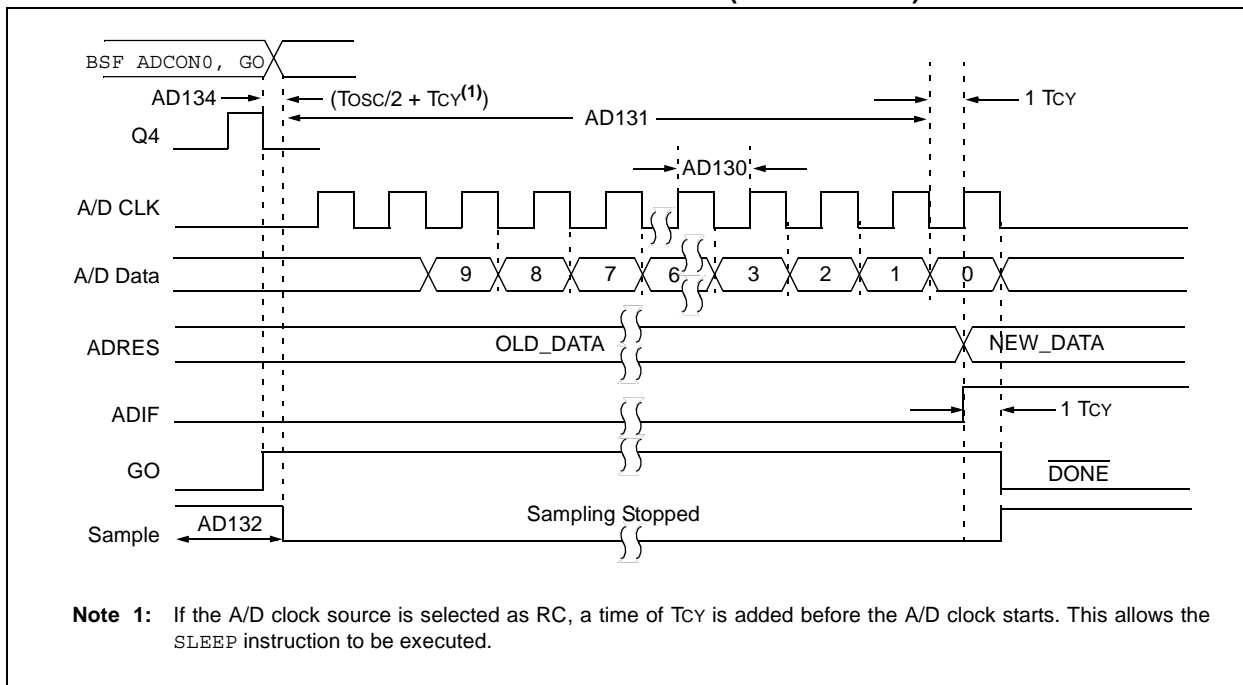 BSF ADCON0, GO
AD134
(TOSC/2 + TCY(1))
1 TCY
AD131
Q4
AD130
A/D CLK
A/D Data
9 8 7 6 3 2 1 0
ADRES
OLD_DATA
NEW_DATA
ADIF
1 TCY
GO
DONE
Sample
AD132
Sampling Stopped
Note 1: If the A/D clock source is selected as RC, a time of TCY is added before the A/D clock starts. This allows the
SLEEP instruction to be executed.